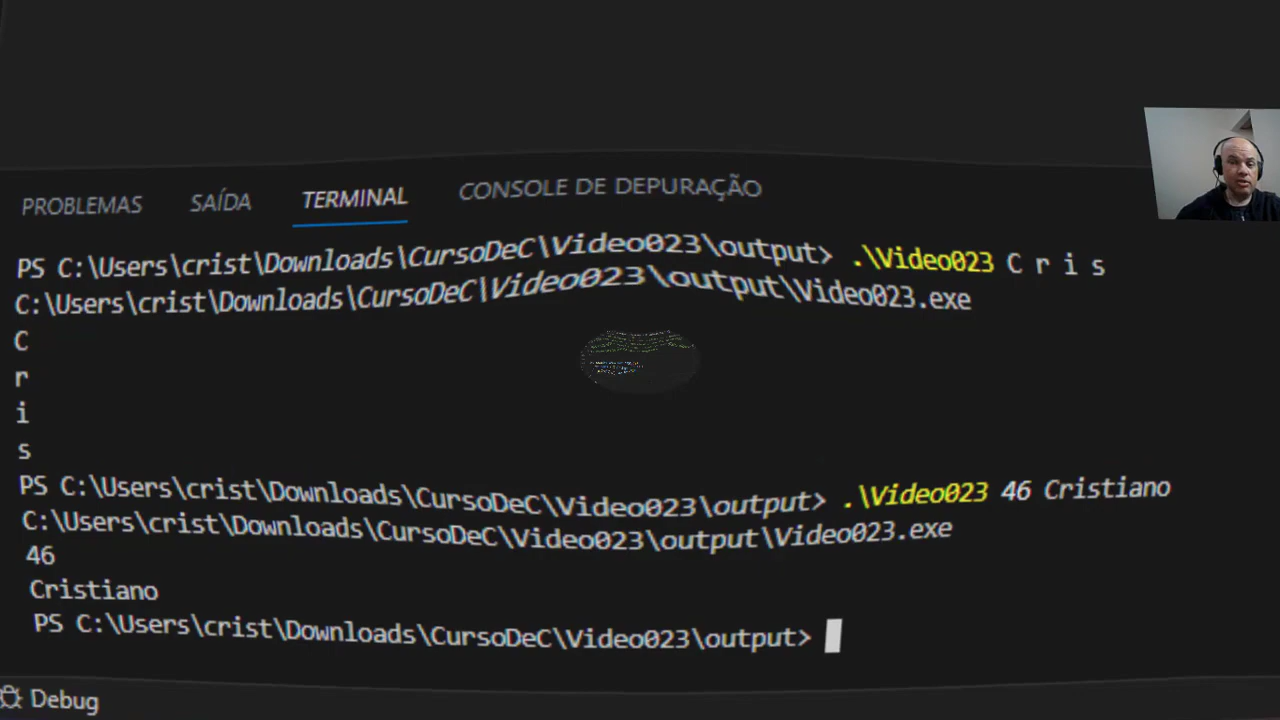 PROBLEMAS SAÍDA TERMINAL CONSOLE DE DEPURAÇÃO
PS C:\Users\crist\Downloads\CursoDeC\Video023\output> .\Video023 C r i s
C:\Users\crist\Downloads\CursoDeC\Video023\output\Video023.exe
C
r
i
s
PS C:\Users\crist\Downloads\CursoDeC\Video023\output> .\Video023 46 Cristiano
C:\Users\crist\Downloads\CursoDeC\Video023\output\Video023.exe
46
Cristiano
PS C:\Users\crist\Downloads\CursoDeC\Video023\output>
Debug